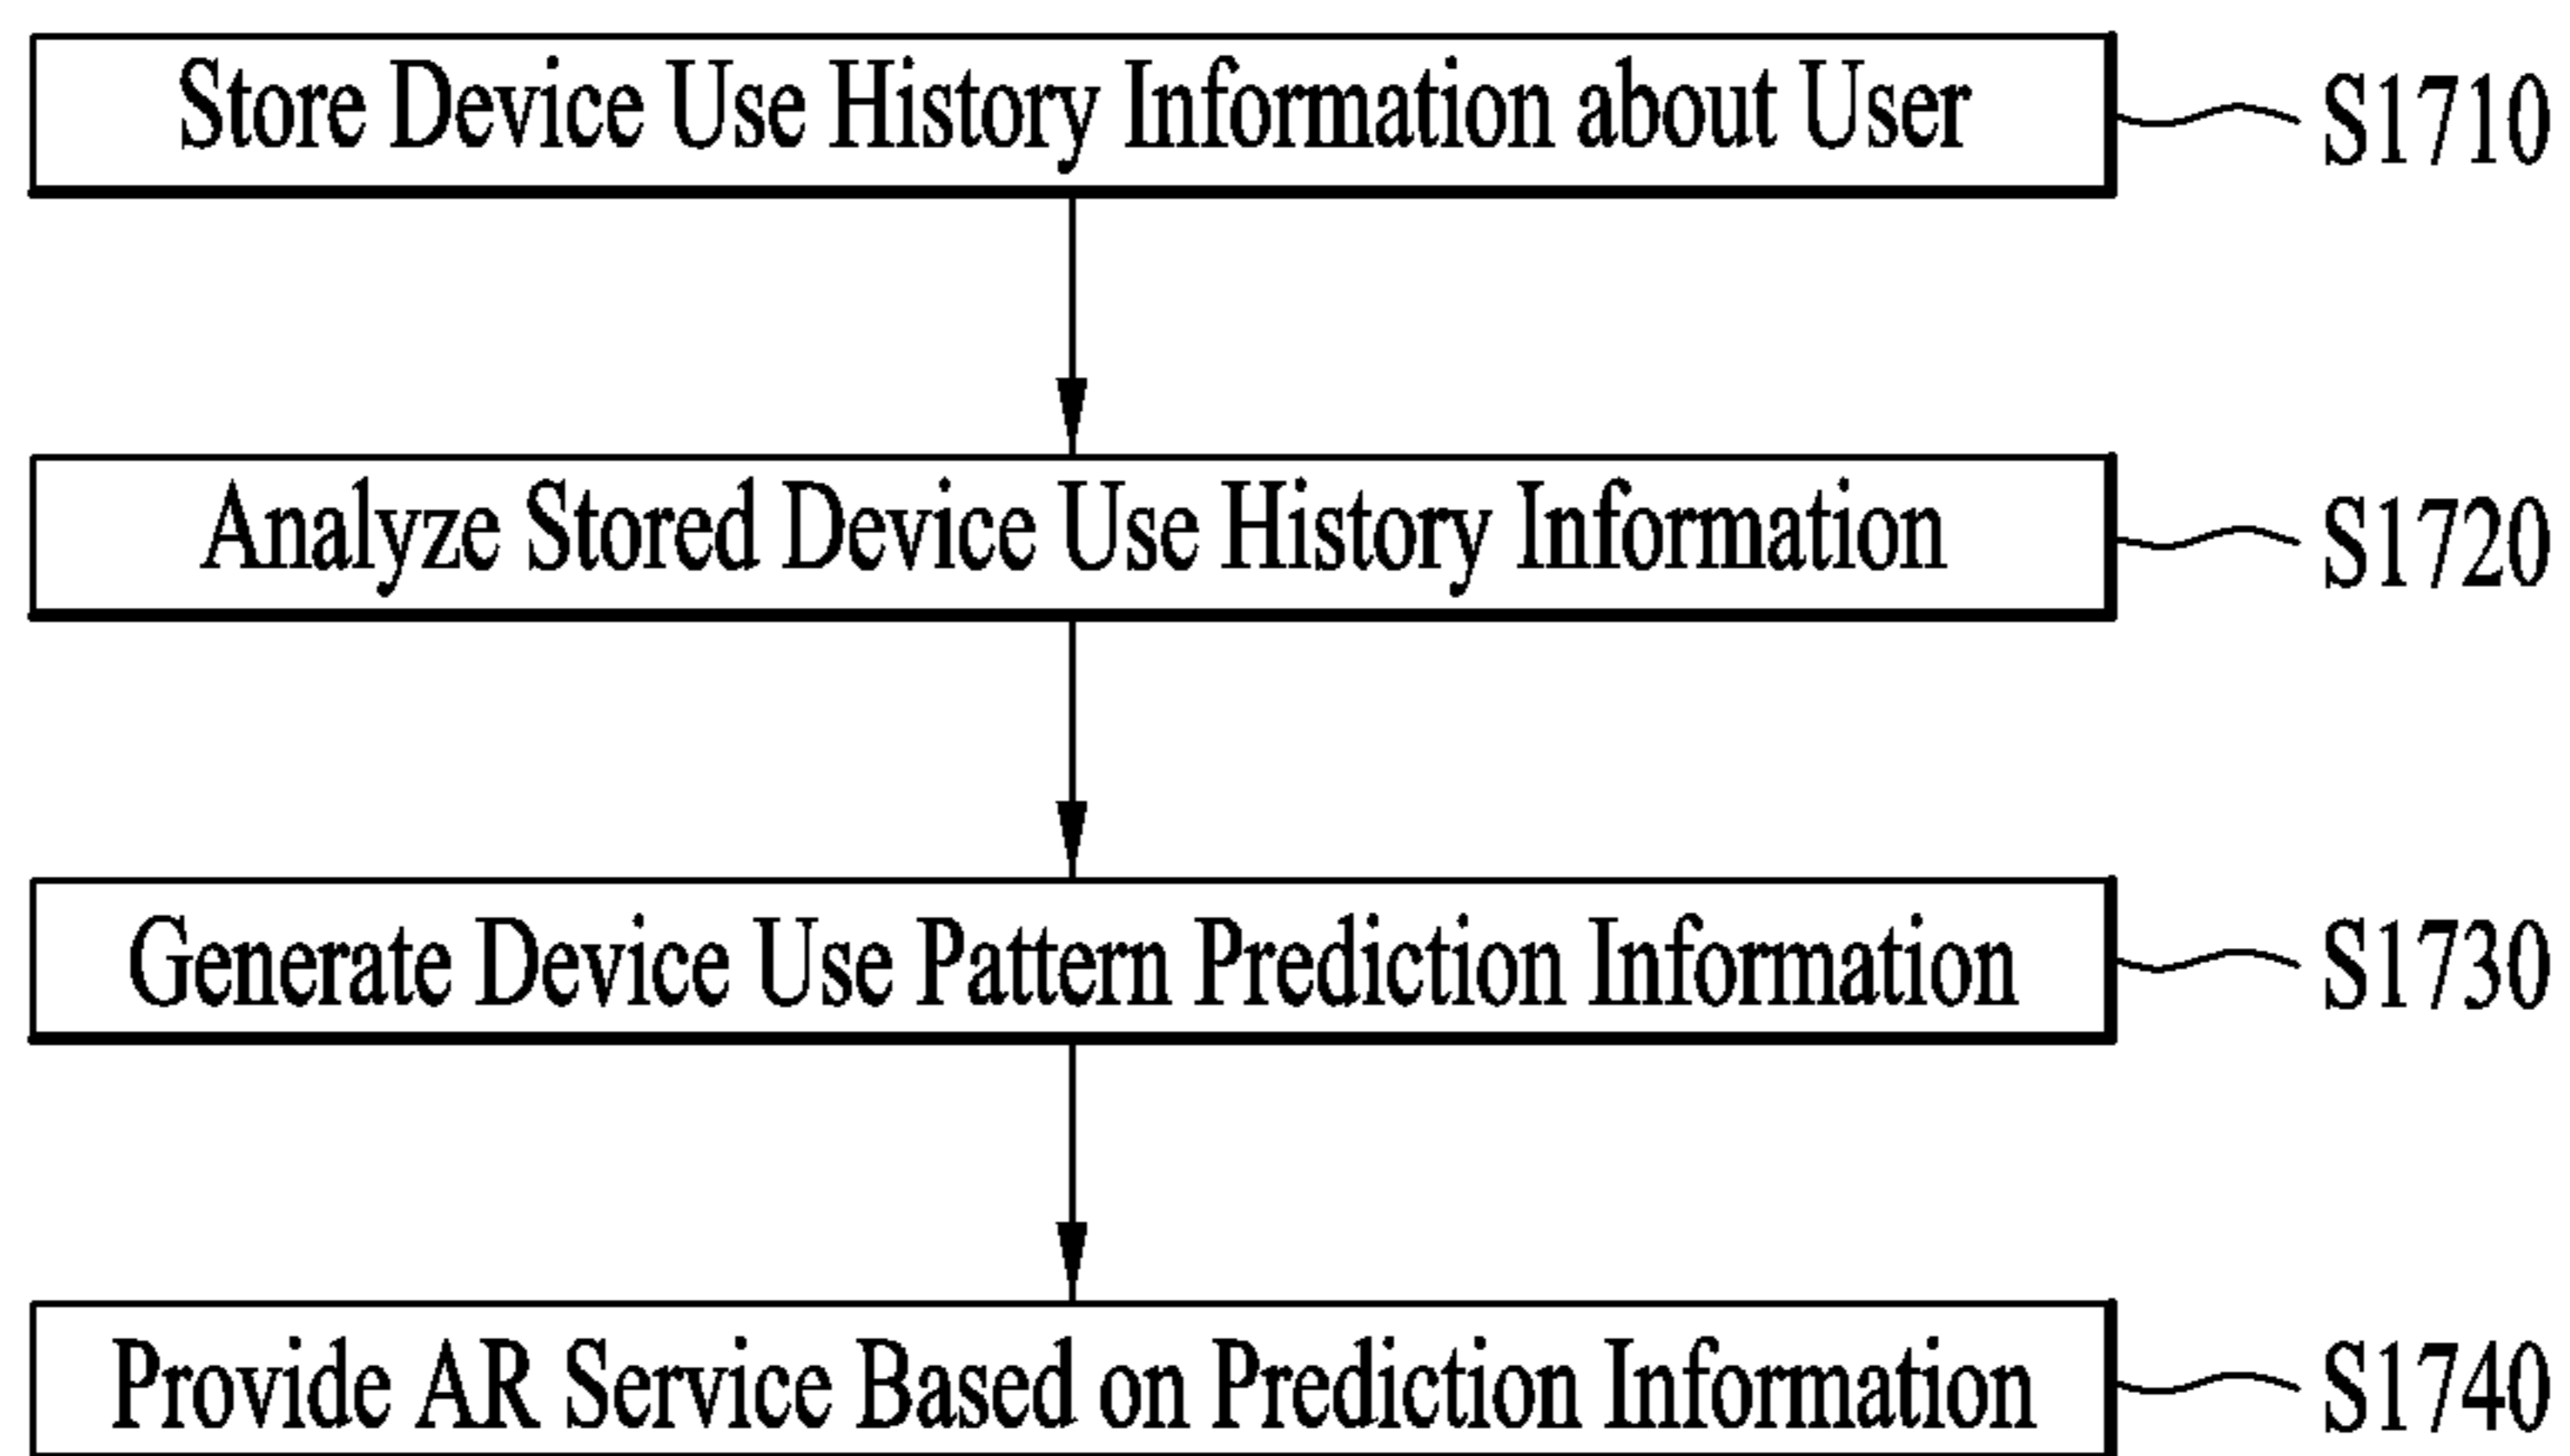 Store Device Use History Information about User
S1710
Analyze Stored Device Use History Information
S1720
Generate Device Use Pattern Prediction Information
S1730
Provide AR Service Based on Prediction Information
S1740